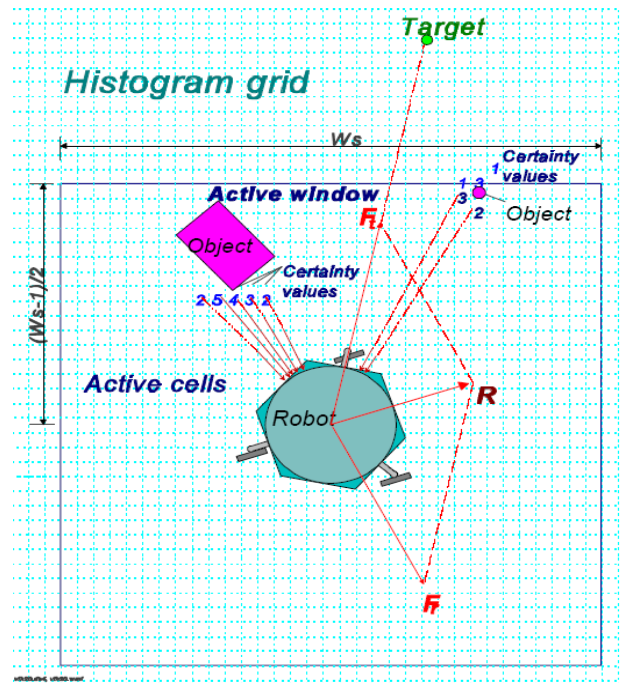 Target
Histogram grid
Ws
1 Certainty
values
1 3
3
2
Object
Active window
Ft
Object
Certainty
values
2 5 4 3 2
(Ws-1)/2
Active cells
Robot
R
Fr